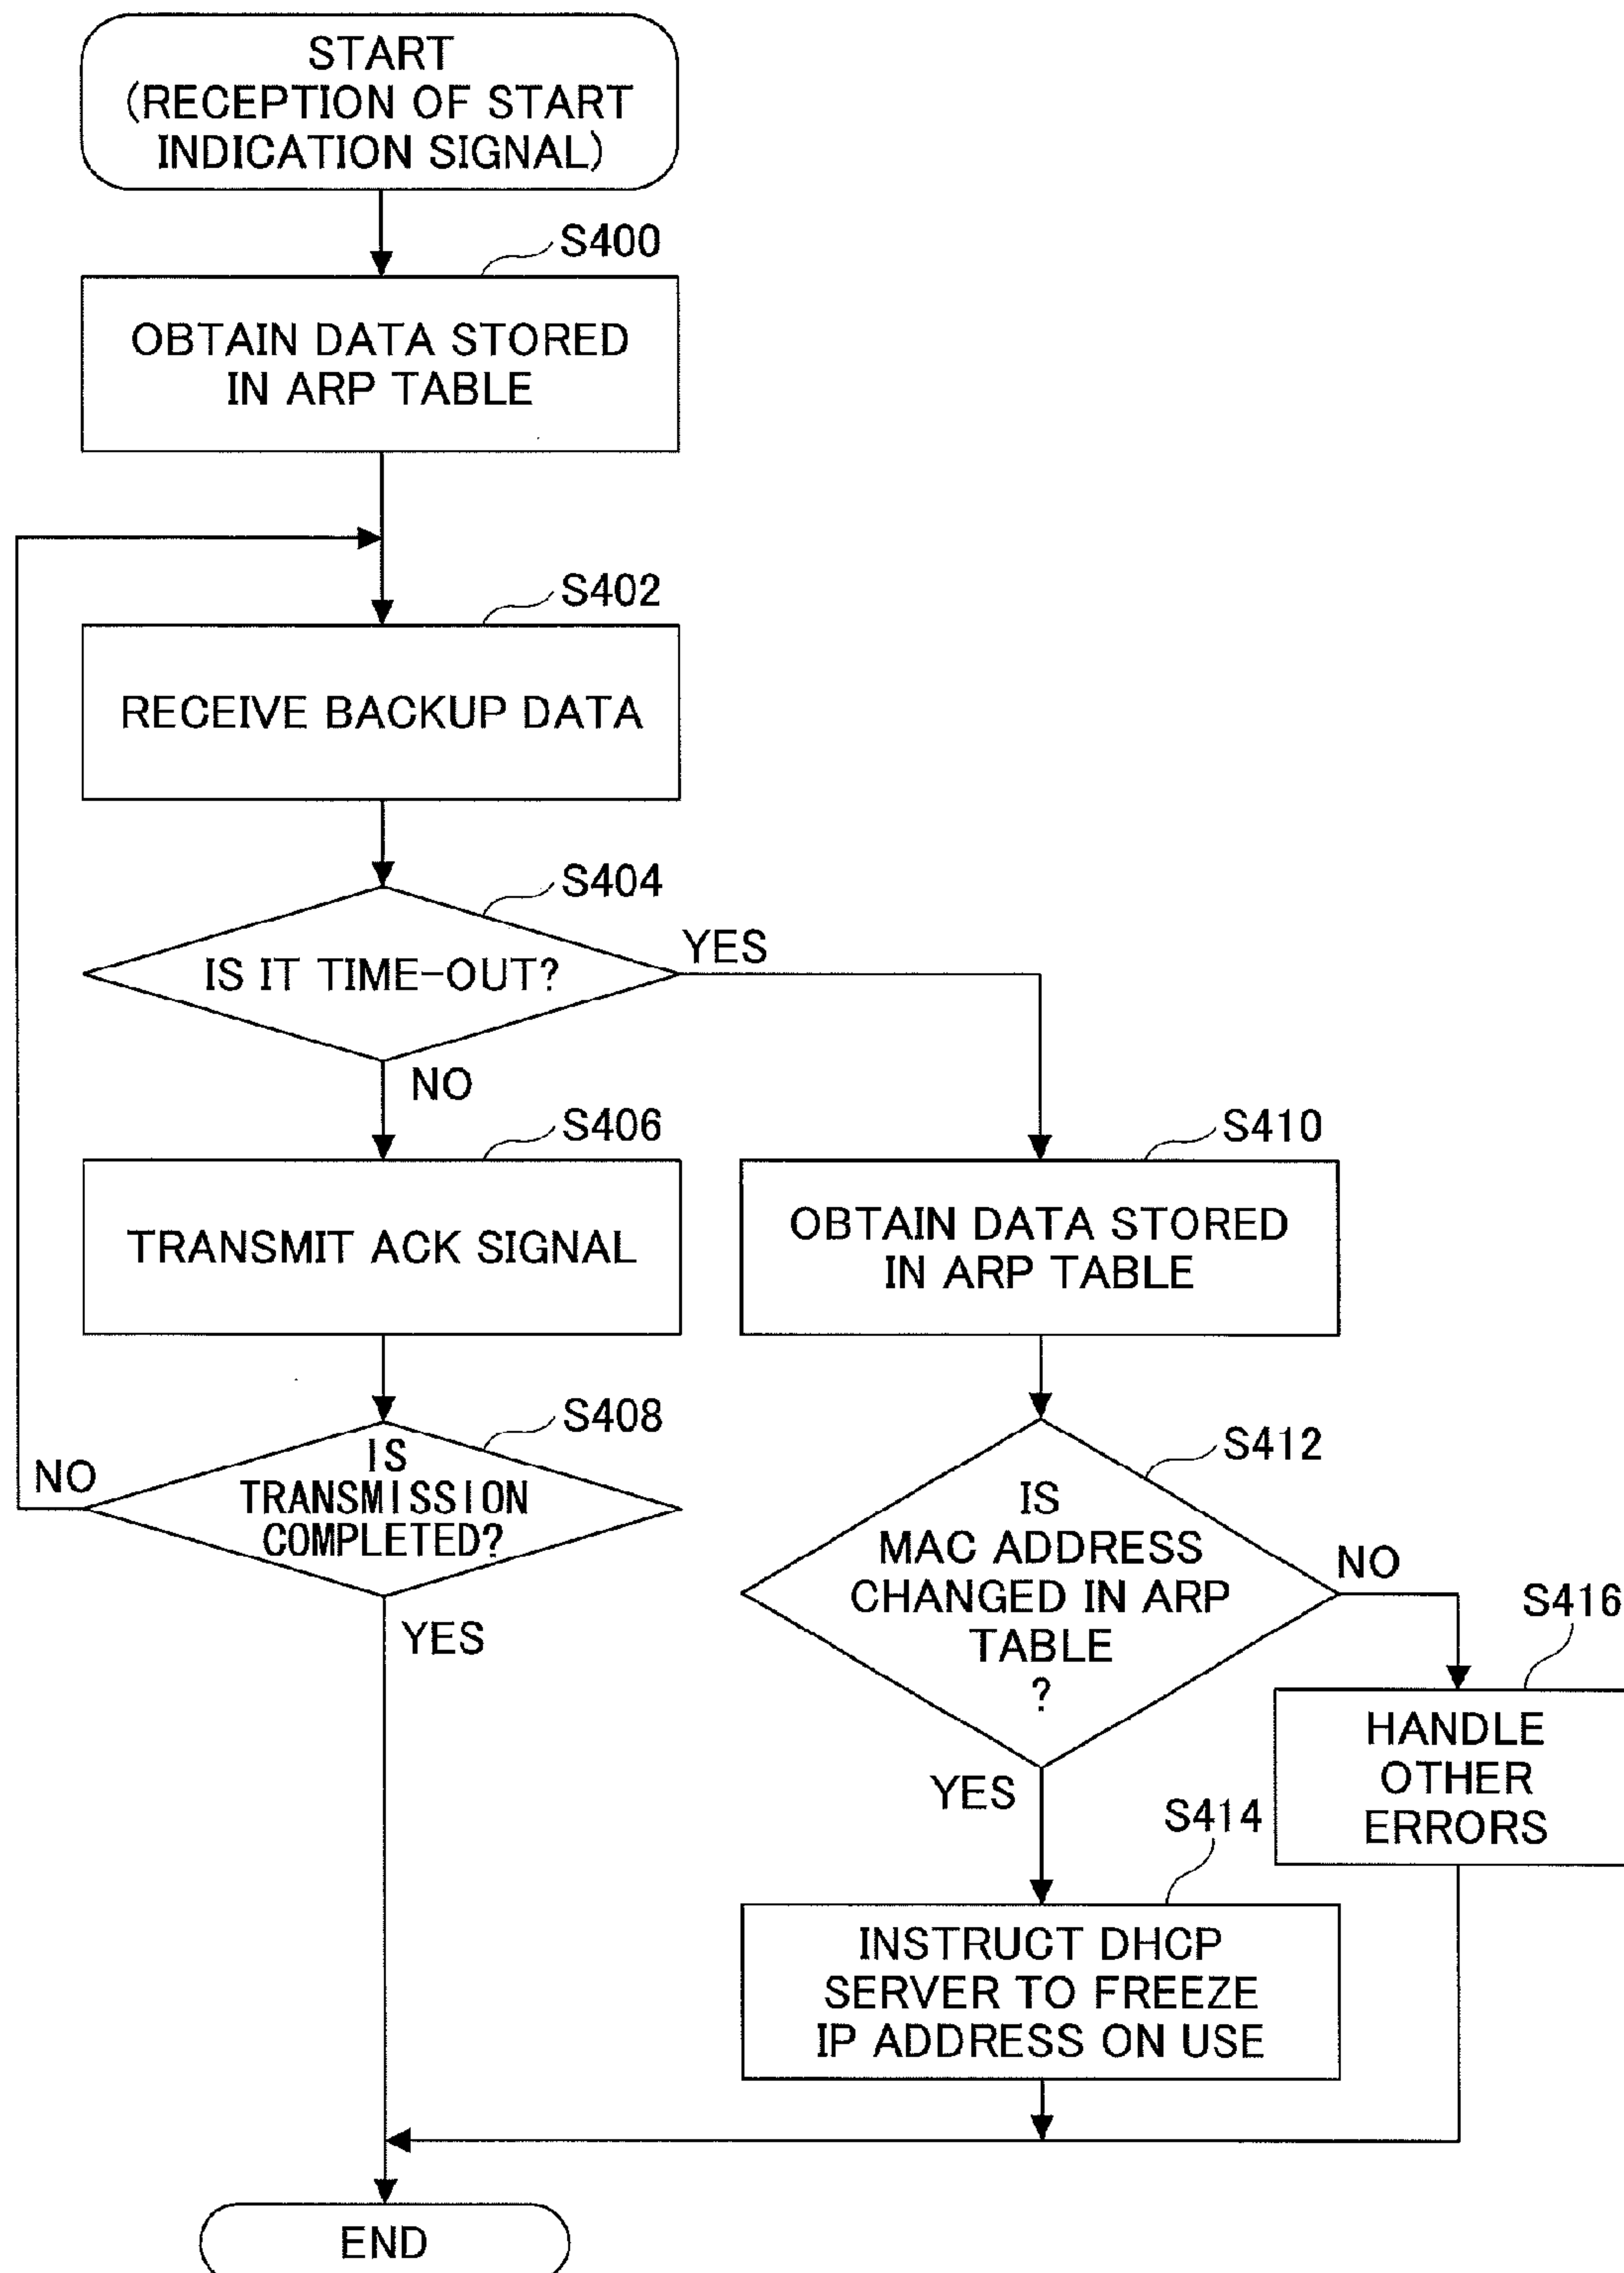 START
(RECEPTION OF START
INDICATION SIGNAL)
S400
OBTAIN DATA STORED
IN ARP TABLE
S402
RECEIVE BACKUP DATA
S404
IS IT TIME-OUT?
YES
NO
S406
TRANSMIT ACK SIGNAL
S410
OBTAIN DATA STORED
IN ARP TABLE
S408
IS
TRANSMISSION
COMPLETED?
NO
YES
S412
IS
MAC ADDRESS
CHANGED IN ARP
TABLE
?
NO
YES
S416
HANDLE
OTHER
ERRORS
S414
INSTRUCT DHCP
SERVER TO FREEZE
IP ADDRESS ON USE
END